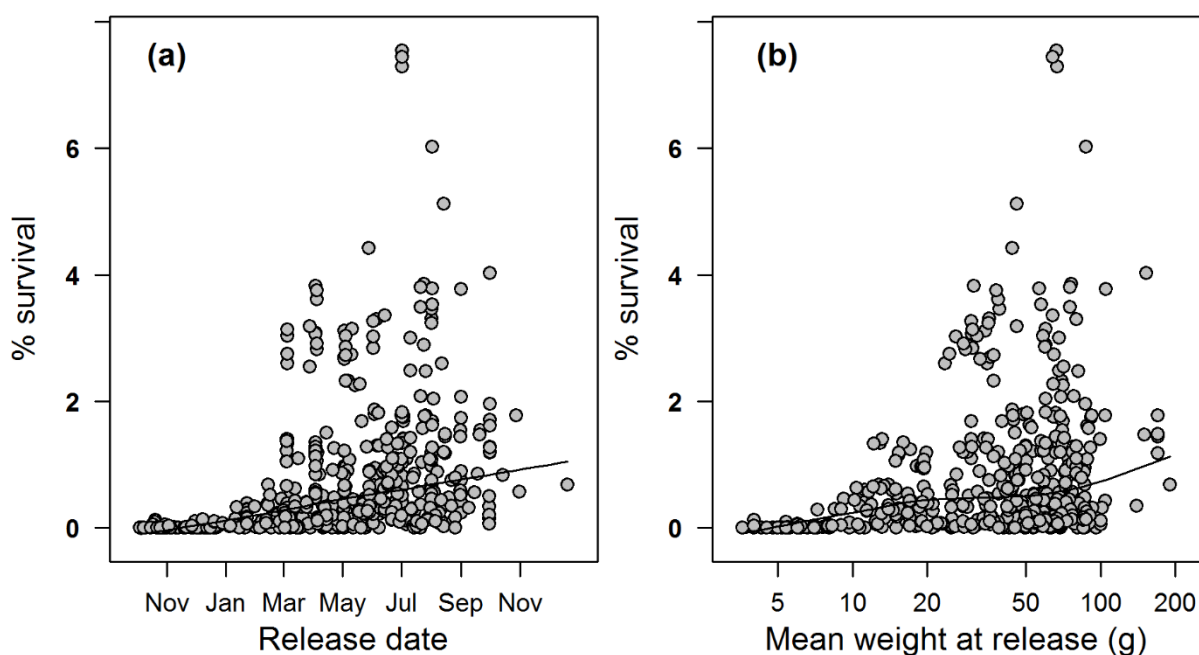 (a)
% survival
6
4
2
0
Nov Jan Mar May Jul Sep Nov
Release date
(b)
% survival
6
4
2
0
5 10 20 50 100 200
Mean weight at release (g)